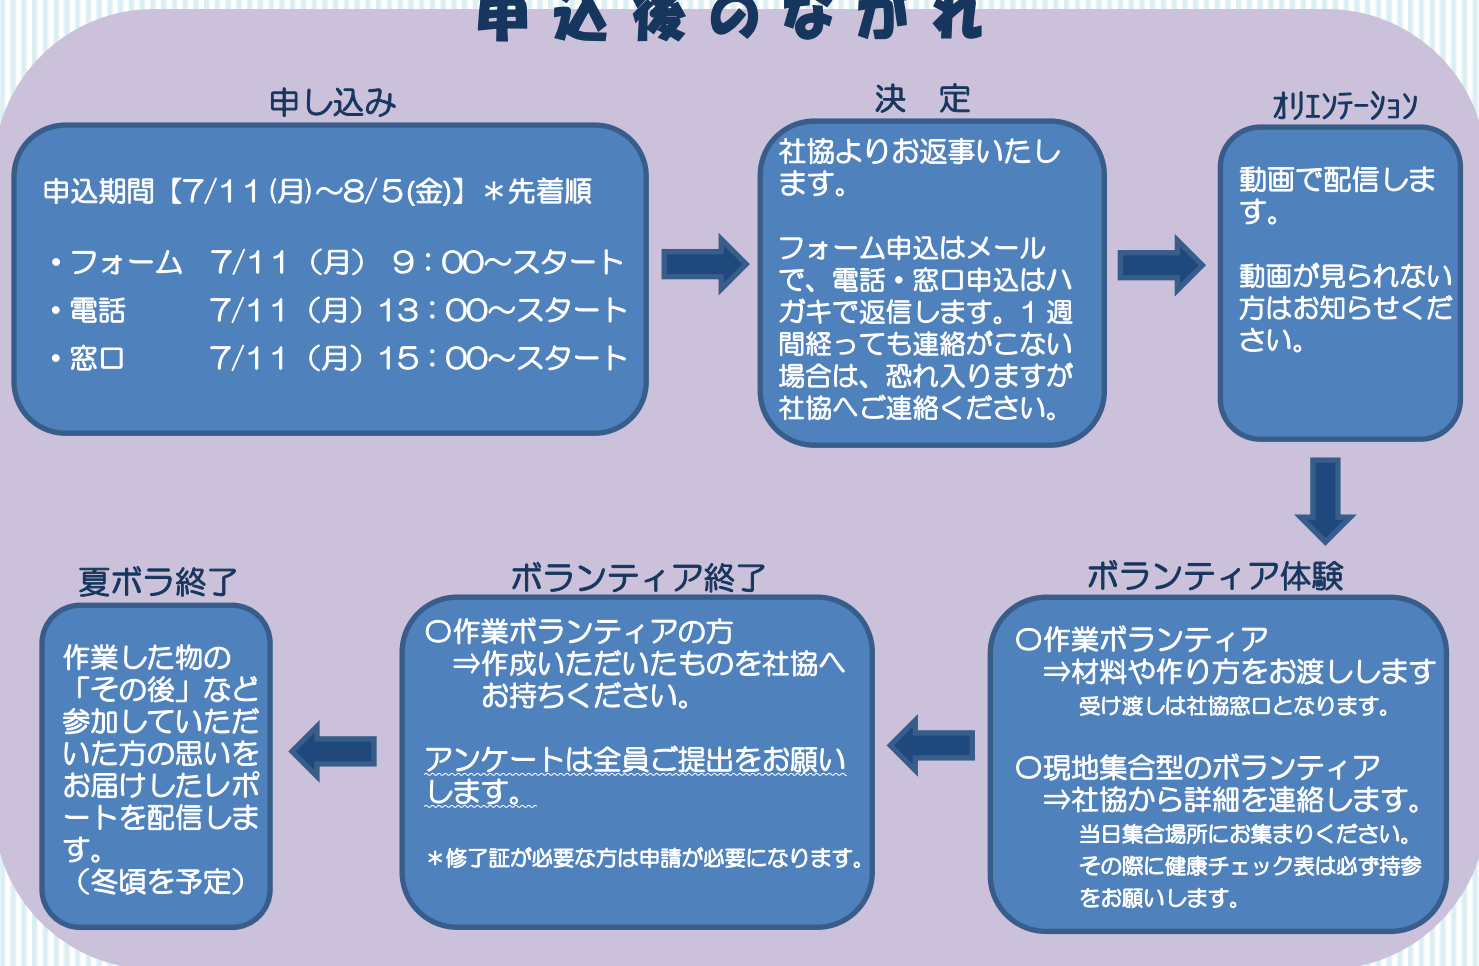 申込後のながれ
申し込み
申込期間【7/11(月)~8/5(金)】＊先着順
・フォーム　7/11（月）　9：00～スタート
・電話　　　7/11（月）13：00～スタート
・窓口　　　7/11（月）15：00～スタート
決　定
社協よりお返事いたし
ます。
フォーム申込はメール
で、電話・窓口申込はハ
ガキで返信します。1週
間経っても連絡がこない
場合は、恐れ入りますが
社協へご連絡ください。
ｵﾘｴﾝﾃｰｼｮﾝ
動画で配信しま
す。
動画が見られない
方はお知らせくだ
さい。
ボランティア体験
〇作業ボランティア
⇒材料や作り方をお渡しします
受け渡しは社協窓口となります。
〇現地集合型のボランティア
⇒社協から詳細を連絡します。
当日集合場所にお集まりください。
その際に健康チェック表は必ず持参
をお願いします。
ボランティア終了
〇作業ボランティアの方
⇒作成いただいたものを社協へ
お持ちください。
アンケートは全員ご提出をお願い
します。
＊修了証が必要な方は申請が必要になります。
夏ボラ終了
作業した物の
「その後」など
参加していただ
いた方の思いを
お届けしたレポ
ートを配信しま
す。
（冬頃を予定）